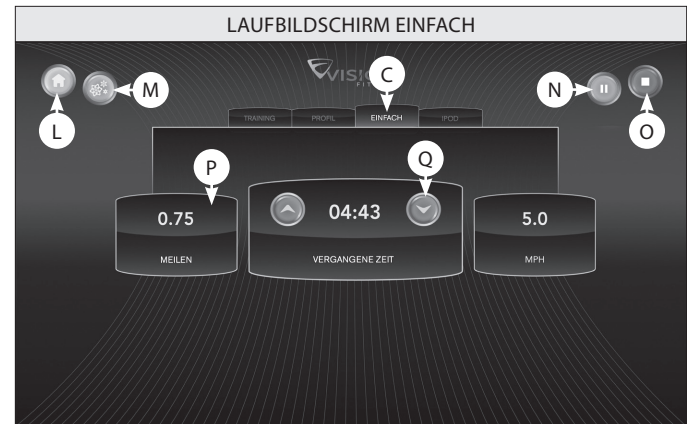 LAUFBILDSCHIRM EINFACH
C
L
M
N
O
TRAINING PROFIL EINFACH IPOD
P
Q
0.75
04:43
5.0
MEILEN
VERGANGENE ZEIT
MPH